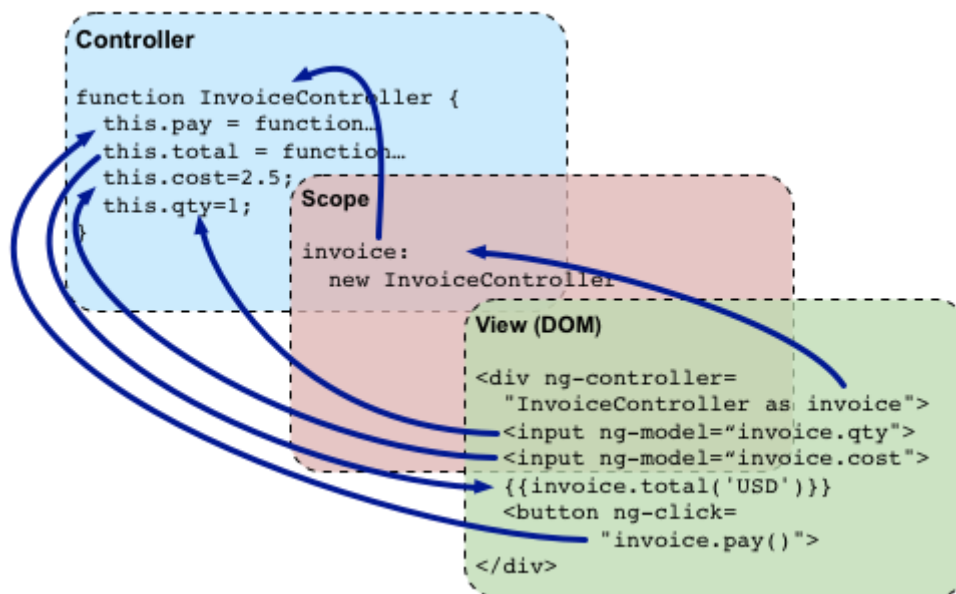 Controller
function InvoiceController {
this.pay = function…
this.total = function…
this.cost=2.5;
this.qty=1;
}
Scope
invoice:
new InvoiceController
View (DOM)
<div ng-controller=
"InvoiceController as invoice">
<input ng-model=“invoice.qty">
<input ng-model=“invoice.cost">
{{invoice.total('USD')}}
<button ng-click=
"invoice.pay()">
</div>